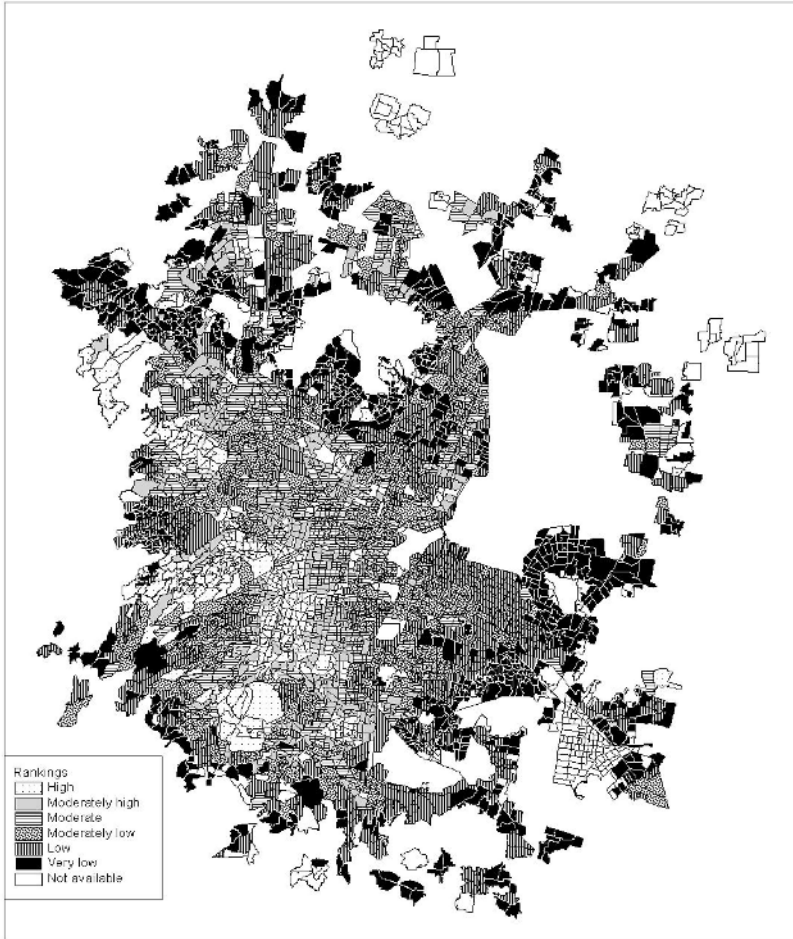 Rankings
High
Moderately high
Moderate
Moderately low
Low
Very low
Not available